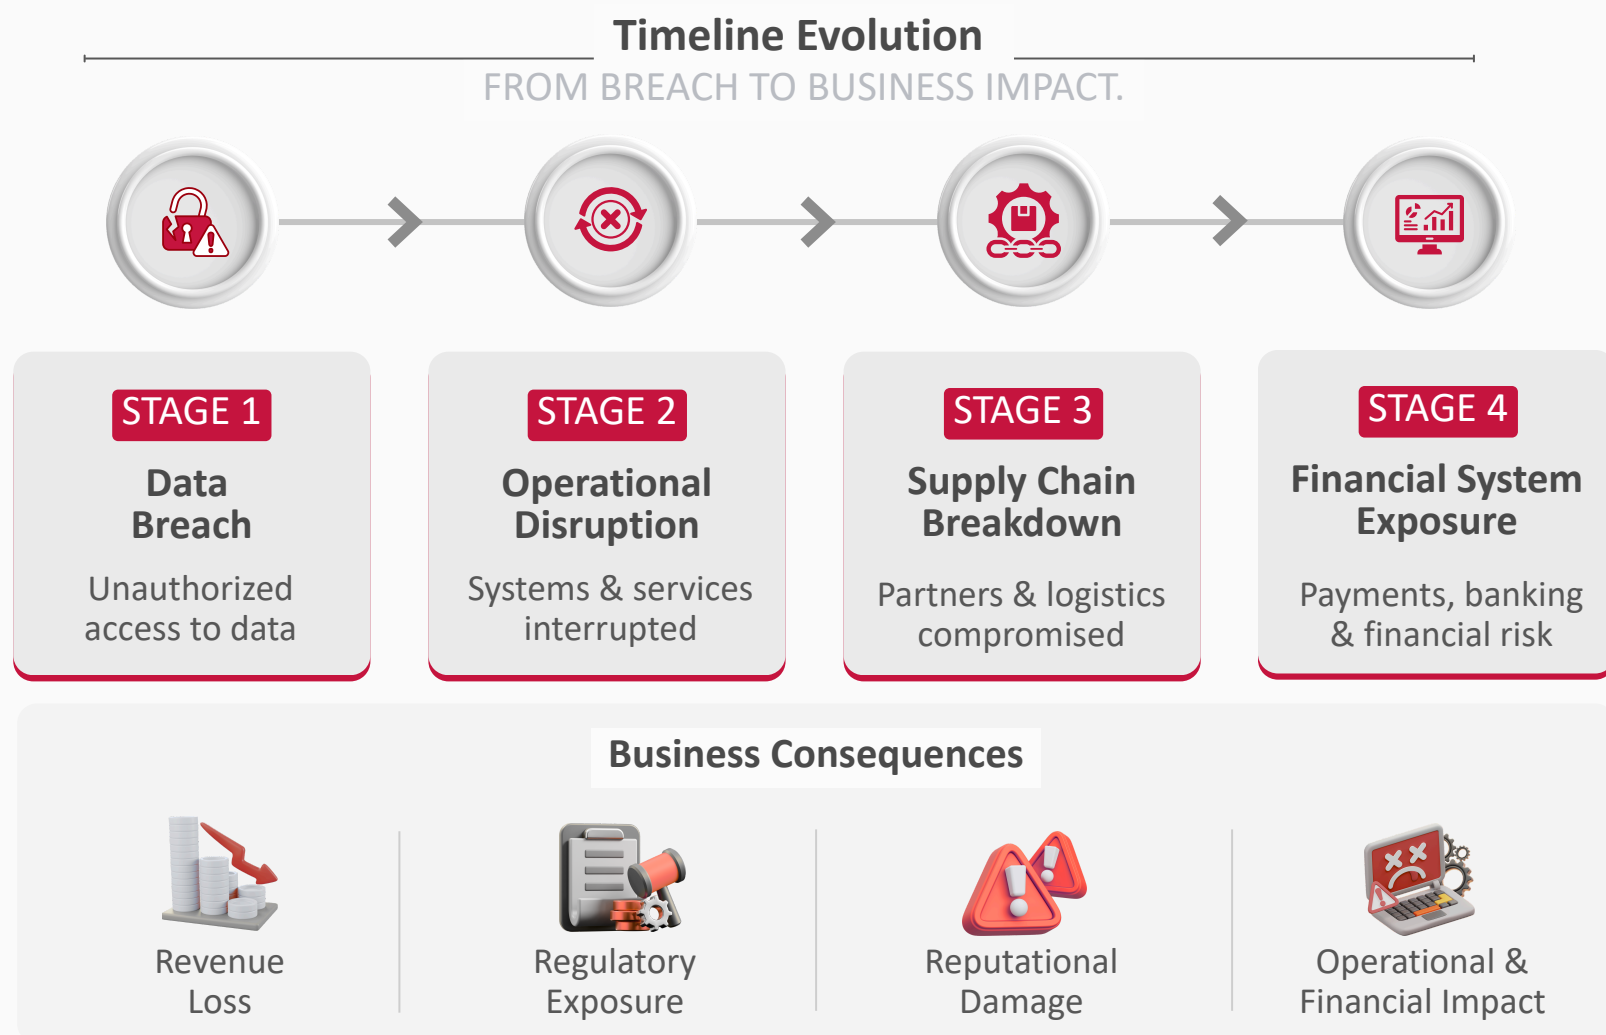 Timeline Evolution
FROM BREACH TO BUSINESS IMPACT.
STAGE 1
Data
Breach
Unauthorized
access to data
STAGE 2
Operational
Disruption
Systems & services
interrupted
STAGE 3
Supply Chain
Breakdown
Partners & logistics
compromised
STAGE 4
Financial System
Exposure
Payments, banking
& financial risk
Business Consequences
Revenue
Loss
Regulatory
Exposure
Reputational
Damage
Operational &
Financial Impact